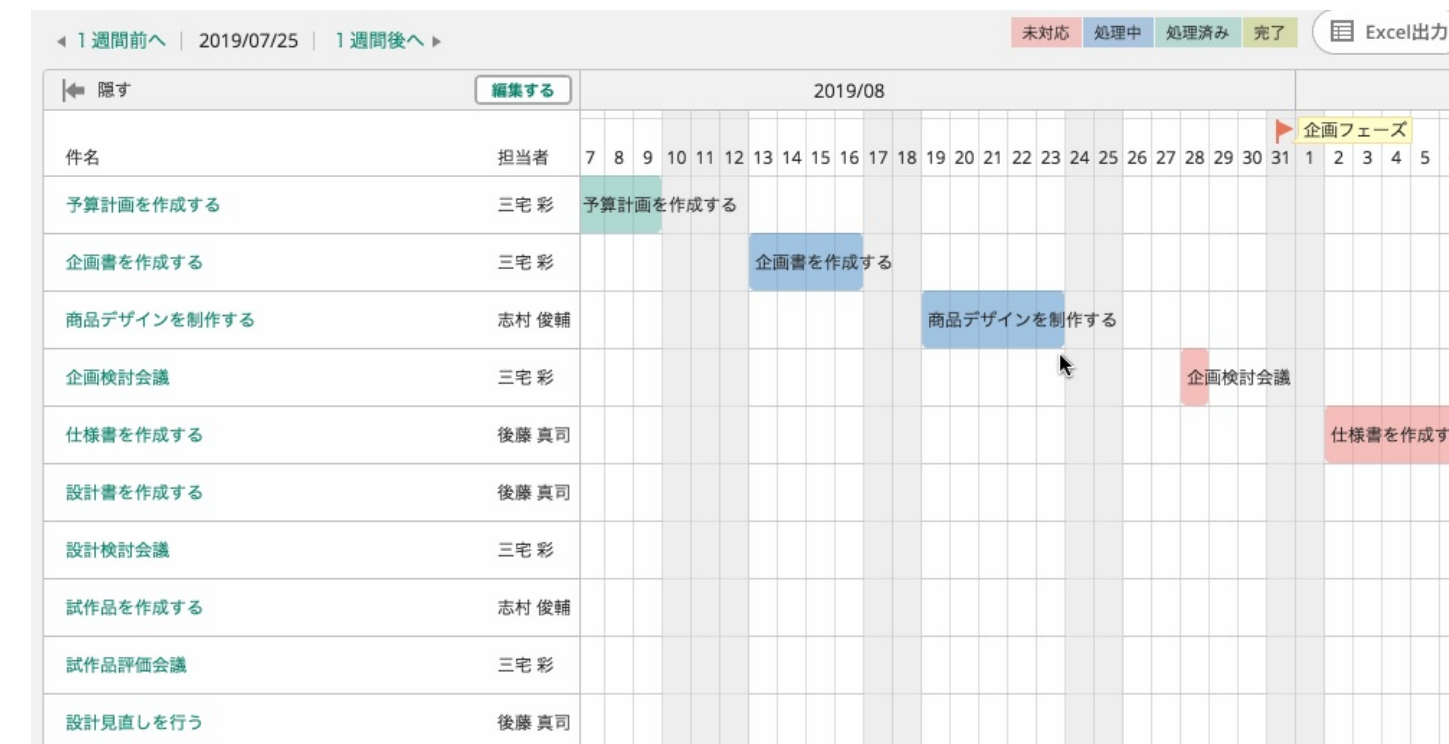 1 週間前へ | 2019/07/25 | 1 週間後へ
未対応 処理中 処理済み 完了 Excel出力
隠す 編集する 2019/08
企画フェーズ
件名 担当者 7 8 9 10 11 12 13 14 15 16 17 18 19 20 21 22 23 24 25 26 27 28 29 30 31 1 2 3 4 5
予算計画を作成する 三宅 彩 予算計画を作成する
企画書を作成する 三宅 彩 企画書を作成する
商品デザインを制作する 志村 俊輔 商品デザインを制作する
企画検討会議 三宅 彩 企画検討会議
仕様書を作成する 後藤 真司 仕様書を作成す
設計書を作成する 後藤 真司
設計検討会議 三宅 彩
試作品を作成する 志村 俊輔
試作品評価会議 三宅 彩
設計見直しを行う 後藤 真司